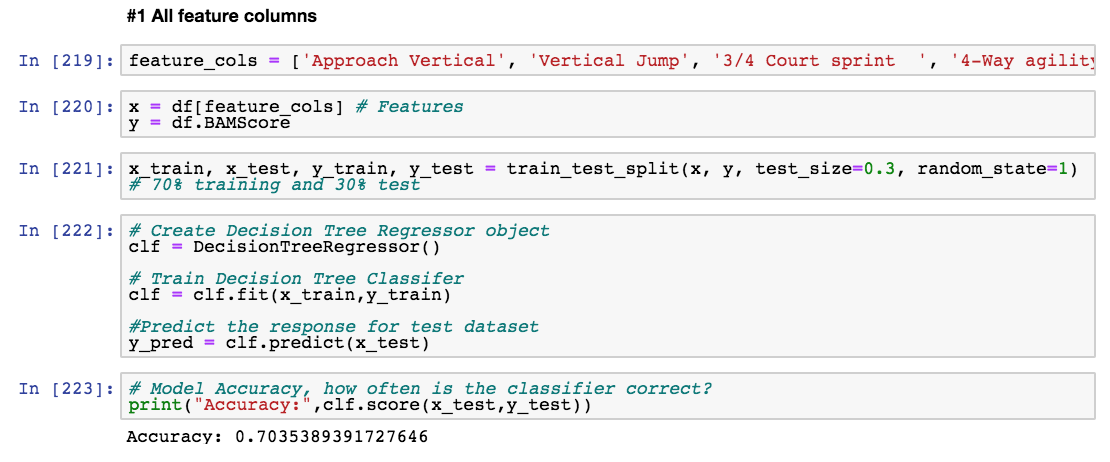 #1 All feature columns
In [219]: feature_cols = ['Approach Vertical', 'Vertical Jump', '3/4 Court sprint  ', '4-Way agility
In [220]: x = df[feature_cols] # Features
y = df.BAMScore
In [221]: x_train, x_test, y_train, y_test = train_test_split(x, y, test_size=0.3, random_state=1)
# 70% training and 30% test
In [222]: # Create Decision Tree Regressor object
clf = DecisionTreeRegressor()
# Train Decision Tree Classifer
clf = clf.fit(x_train,y_train)
#Predict the response for test dataset
y_pred = clf.predict(x_test)
In [223]: # Model Accuracy, how often is the classifier correct?
print("Accuracy:",clf.score(x_test,y_test))
Accuracy: 0.7035389391727646